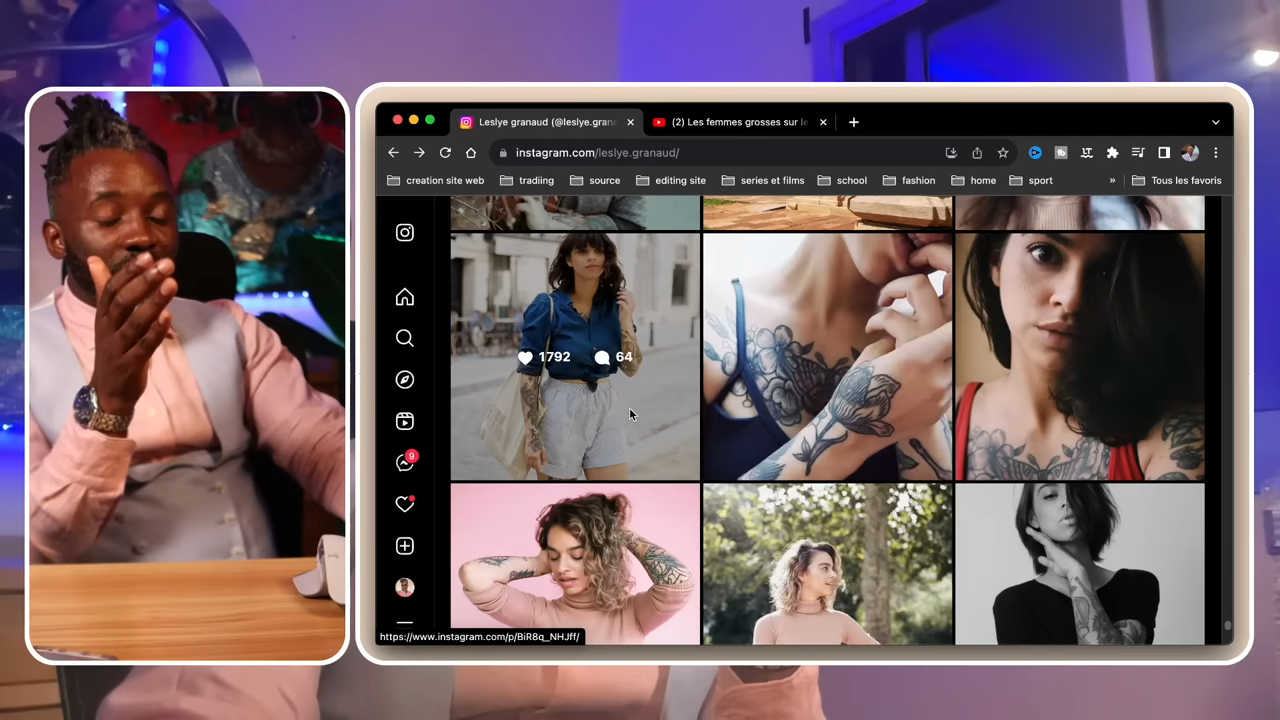 Leslye granaud (@leslye.gran
(2) Les femmes grosses sur le
instagram.com/leslye.granaud/
creation site web
tradiing
source
editing site
series et films
school
fashion
home
sport
»
Tous les favoris
1792
64
9
https://www.instagram.com/p/BiR8q_NHJff/